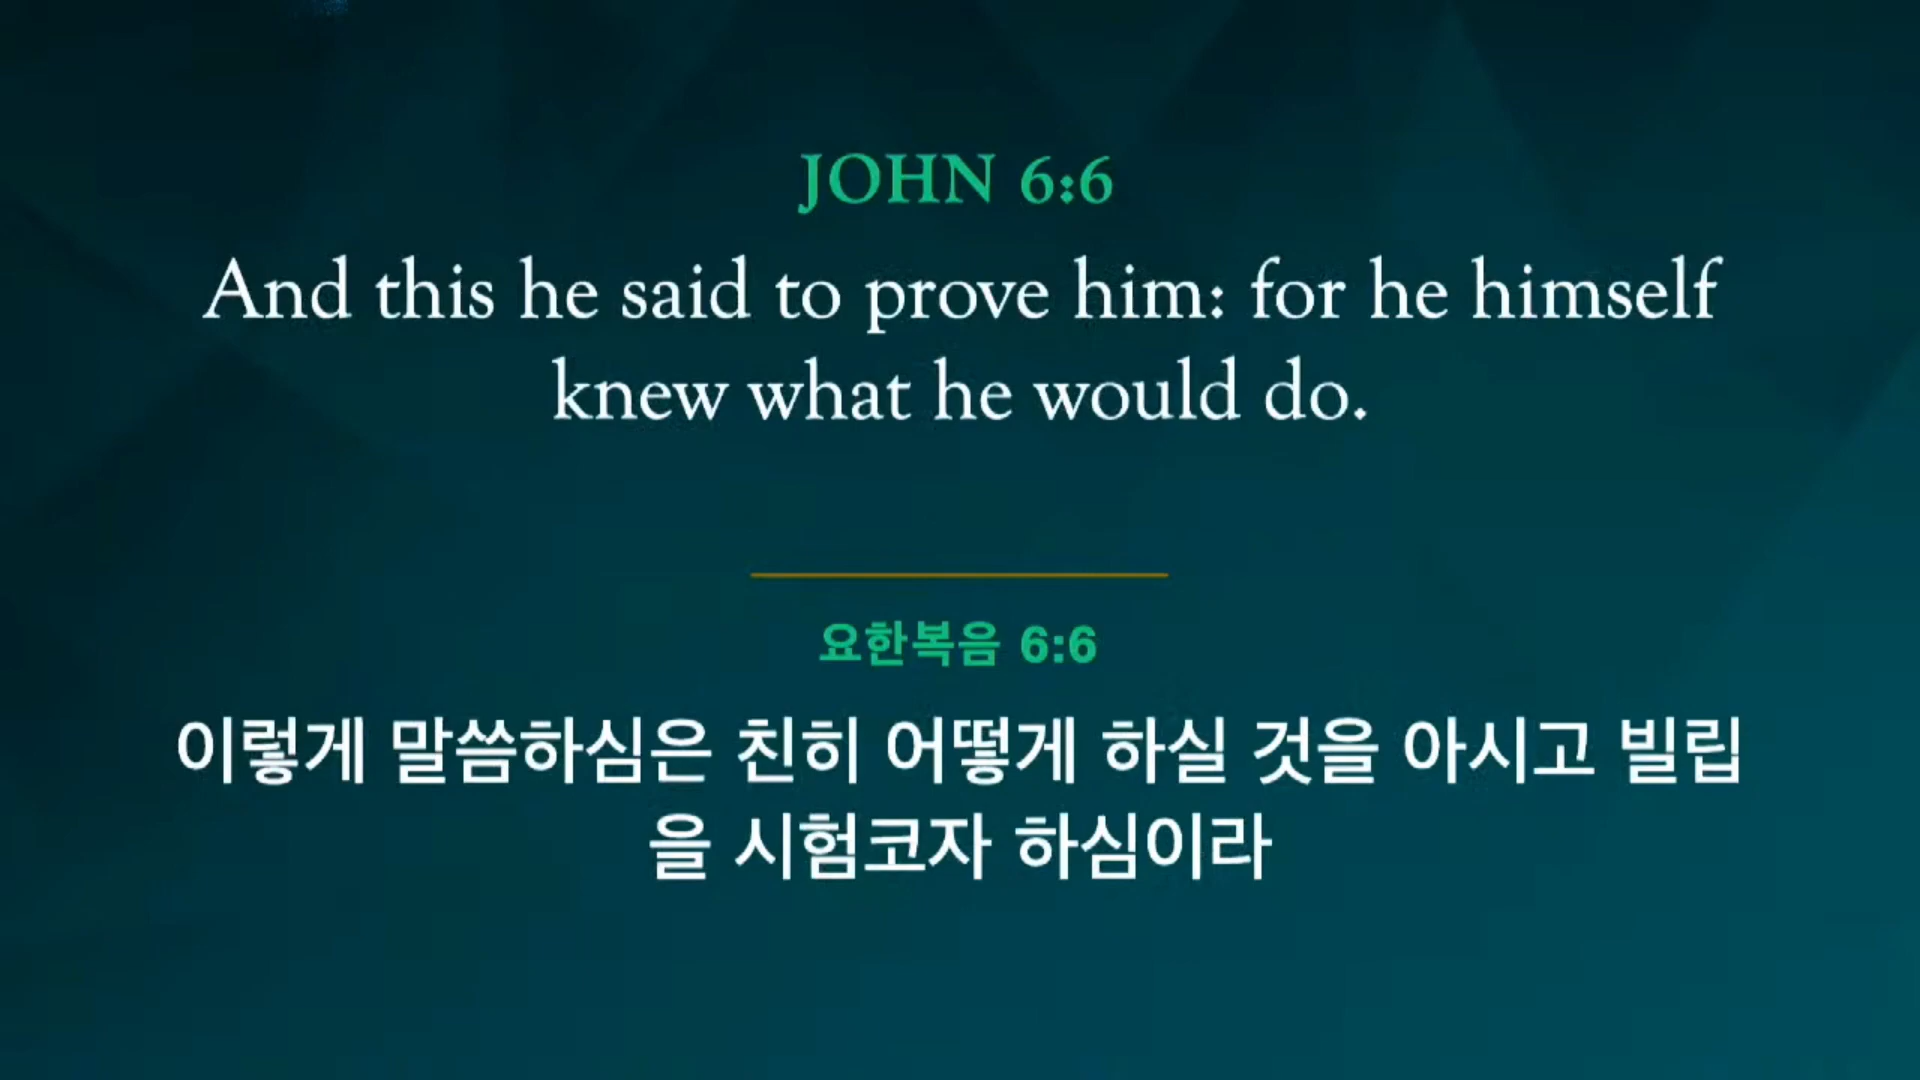 JOHN 6:6
And this he said to prove him: for he himself
knew what he would do.
요한복음 6:6
이렇게 말씀하심은 친히 어떻게 하실 것을 아시고 빌립
을 시험코자 하심이라